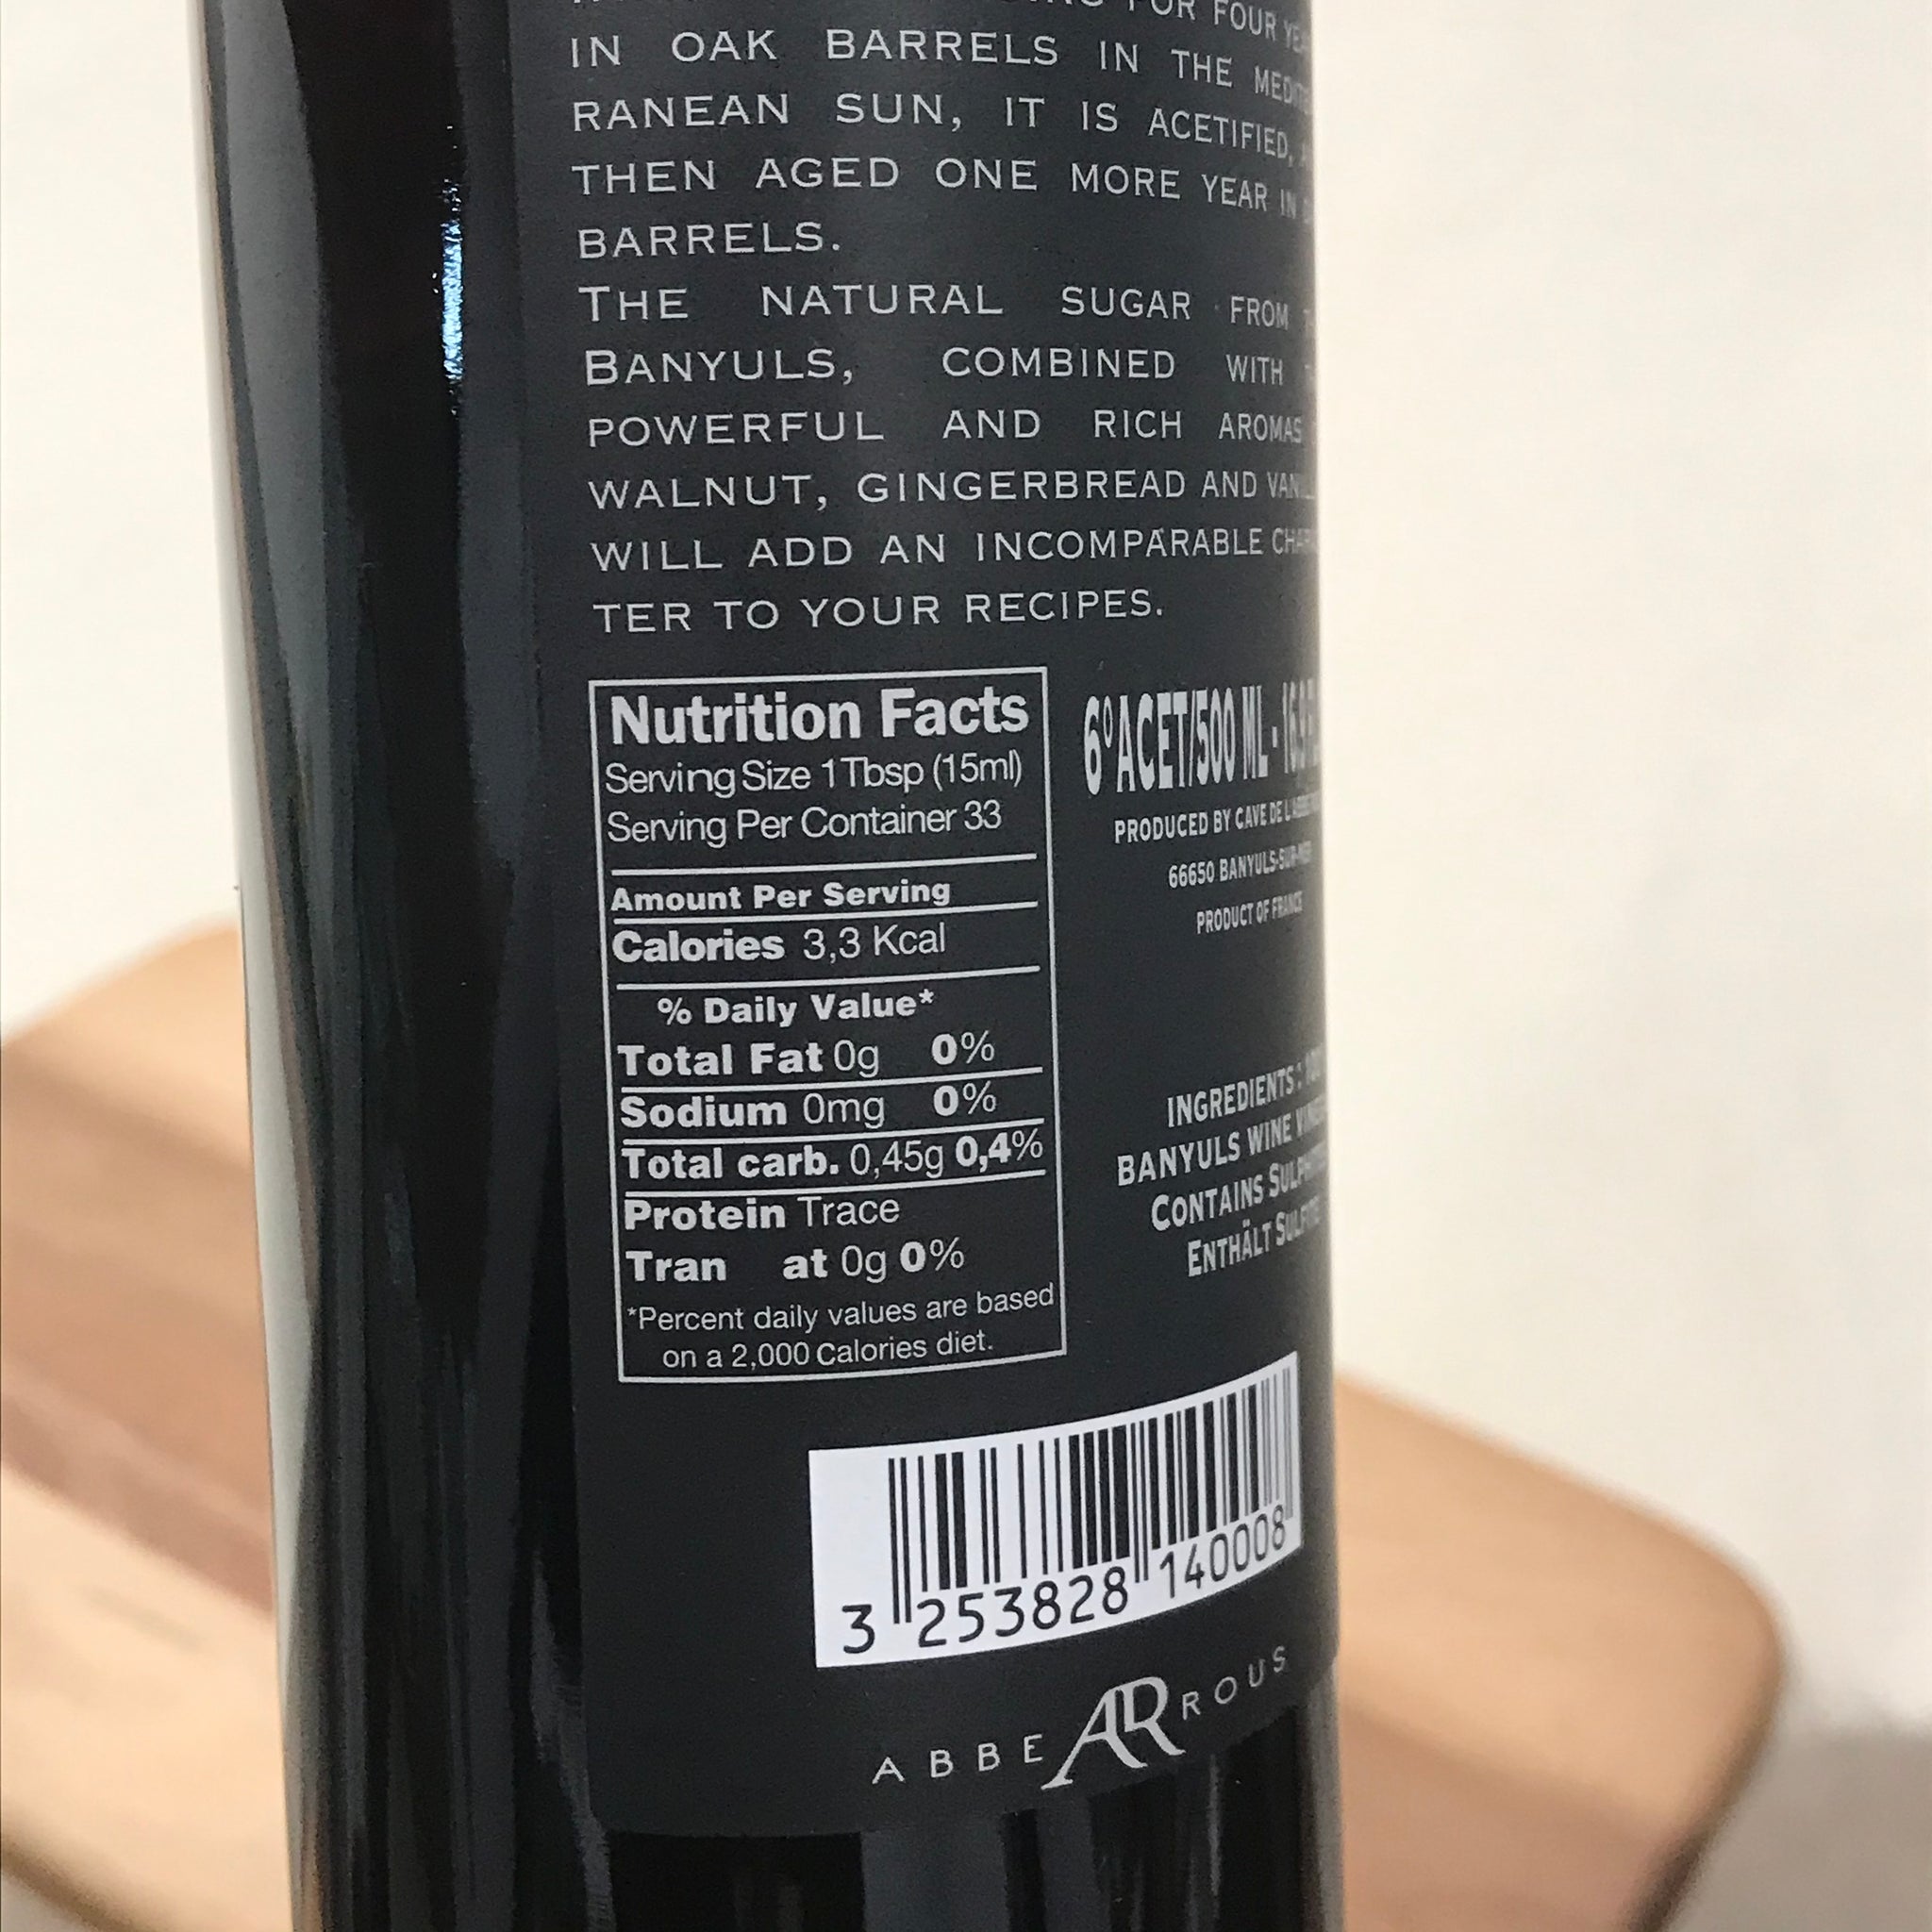 FOR FOUR
IN OAK BARRELS IN THE
RANEAN SUN, IT IS ACETIFIED,
THEN AGED ONE MORE YEAR IN
BARRELS.
THE NATURAL SUGAR FROM
BANYULS, COMBINED WITH
POWERFUL AND RICH AROMAS
WALNUT, GINGERBREAD AND
WILL ADD AN INCOMPARABLE
TER TO YOUR RECIPES.
Nutrition Facts
Serving Size 1 Tbsp (15ml)
Serving Per Container 33
Amount Per Serving
Calories 3,3 Kcal
% Daily Value*
Total Fat 0g 0%
Sodium 0mg 0%
Total carb. 0,45g 0,4%
Protein Trace
Tran at 0g 0%
*Percent daily values are based
on a 2,000 Calories diet.
6°ACET/500 ML -
PRODUCED BY CAVE DE
66650 BANYULS-SUR-MER
PRODUCT OF FRANCE
INGREDIENTS :
BANYULS WINE
CONTAINS
ENTHÄLT
3 253828 140008
ABBE AR ROUS